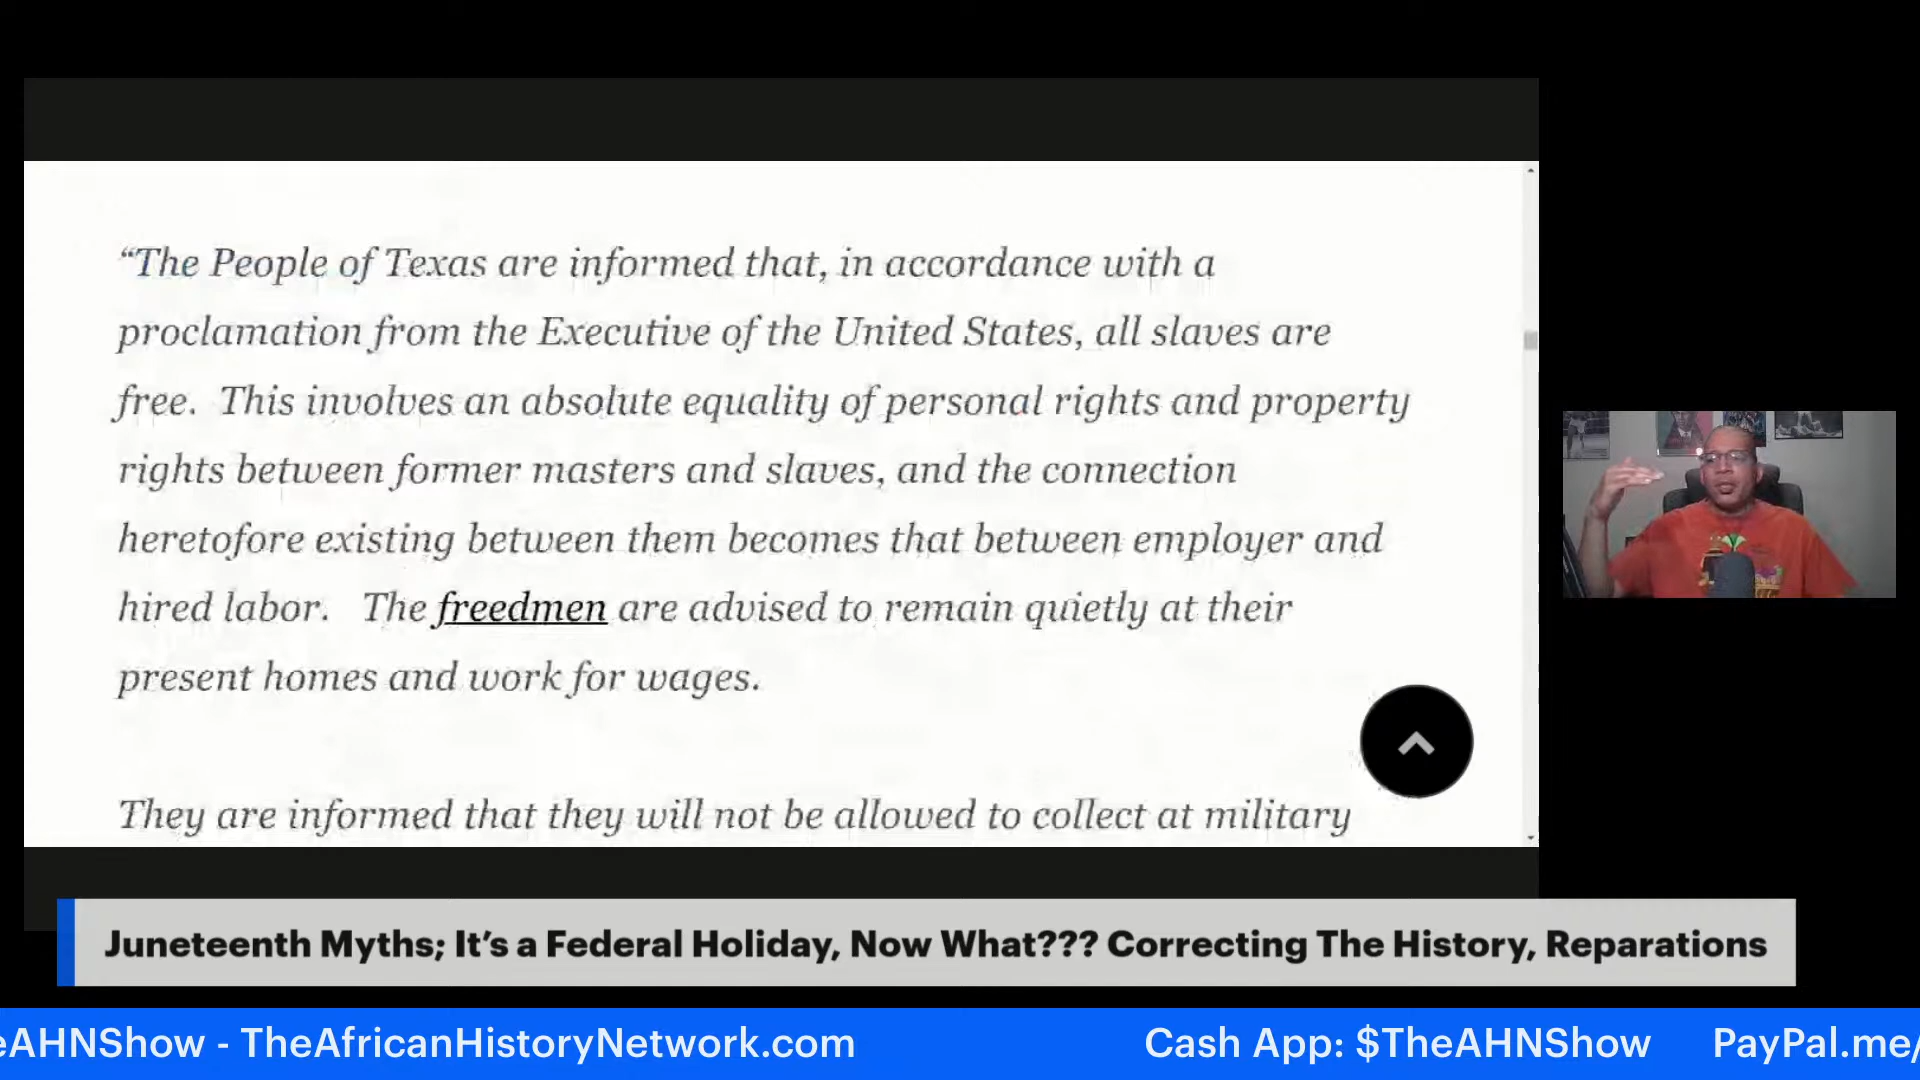 “The People of Texas are informed that, in accordance with a
proclamation from the Executive of the United States, all slaves are
free.  This involves an absolute equality of personal rights and property
rights between former masters and slaves, and the connection
heretofore existing between them becomes that between employer and
hired labor.   The freedmen are advised to remain quietly at their
present homes and work for wages.
They are informed that they will not be allowed to collect at military
Juneteenth Myths; It’s a Federal Holiday, Now What??? Correcting The History, Reparations
eAHNShow - TheAfricanHistoryNetwork.com Cash App: $TheAHNShow PayPal.me/